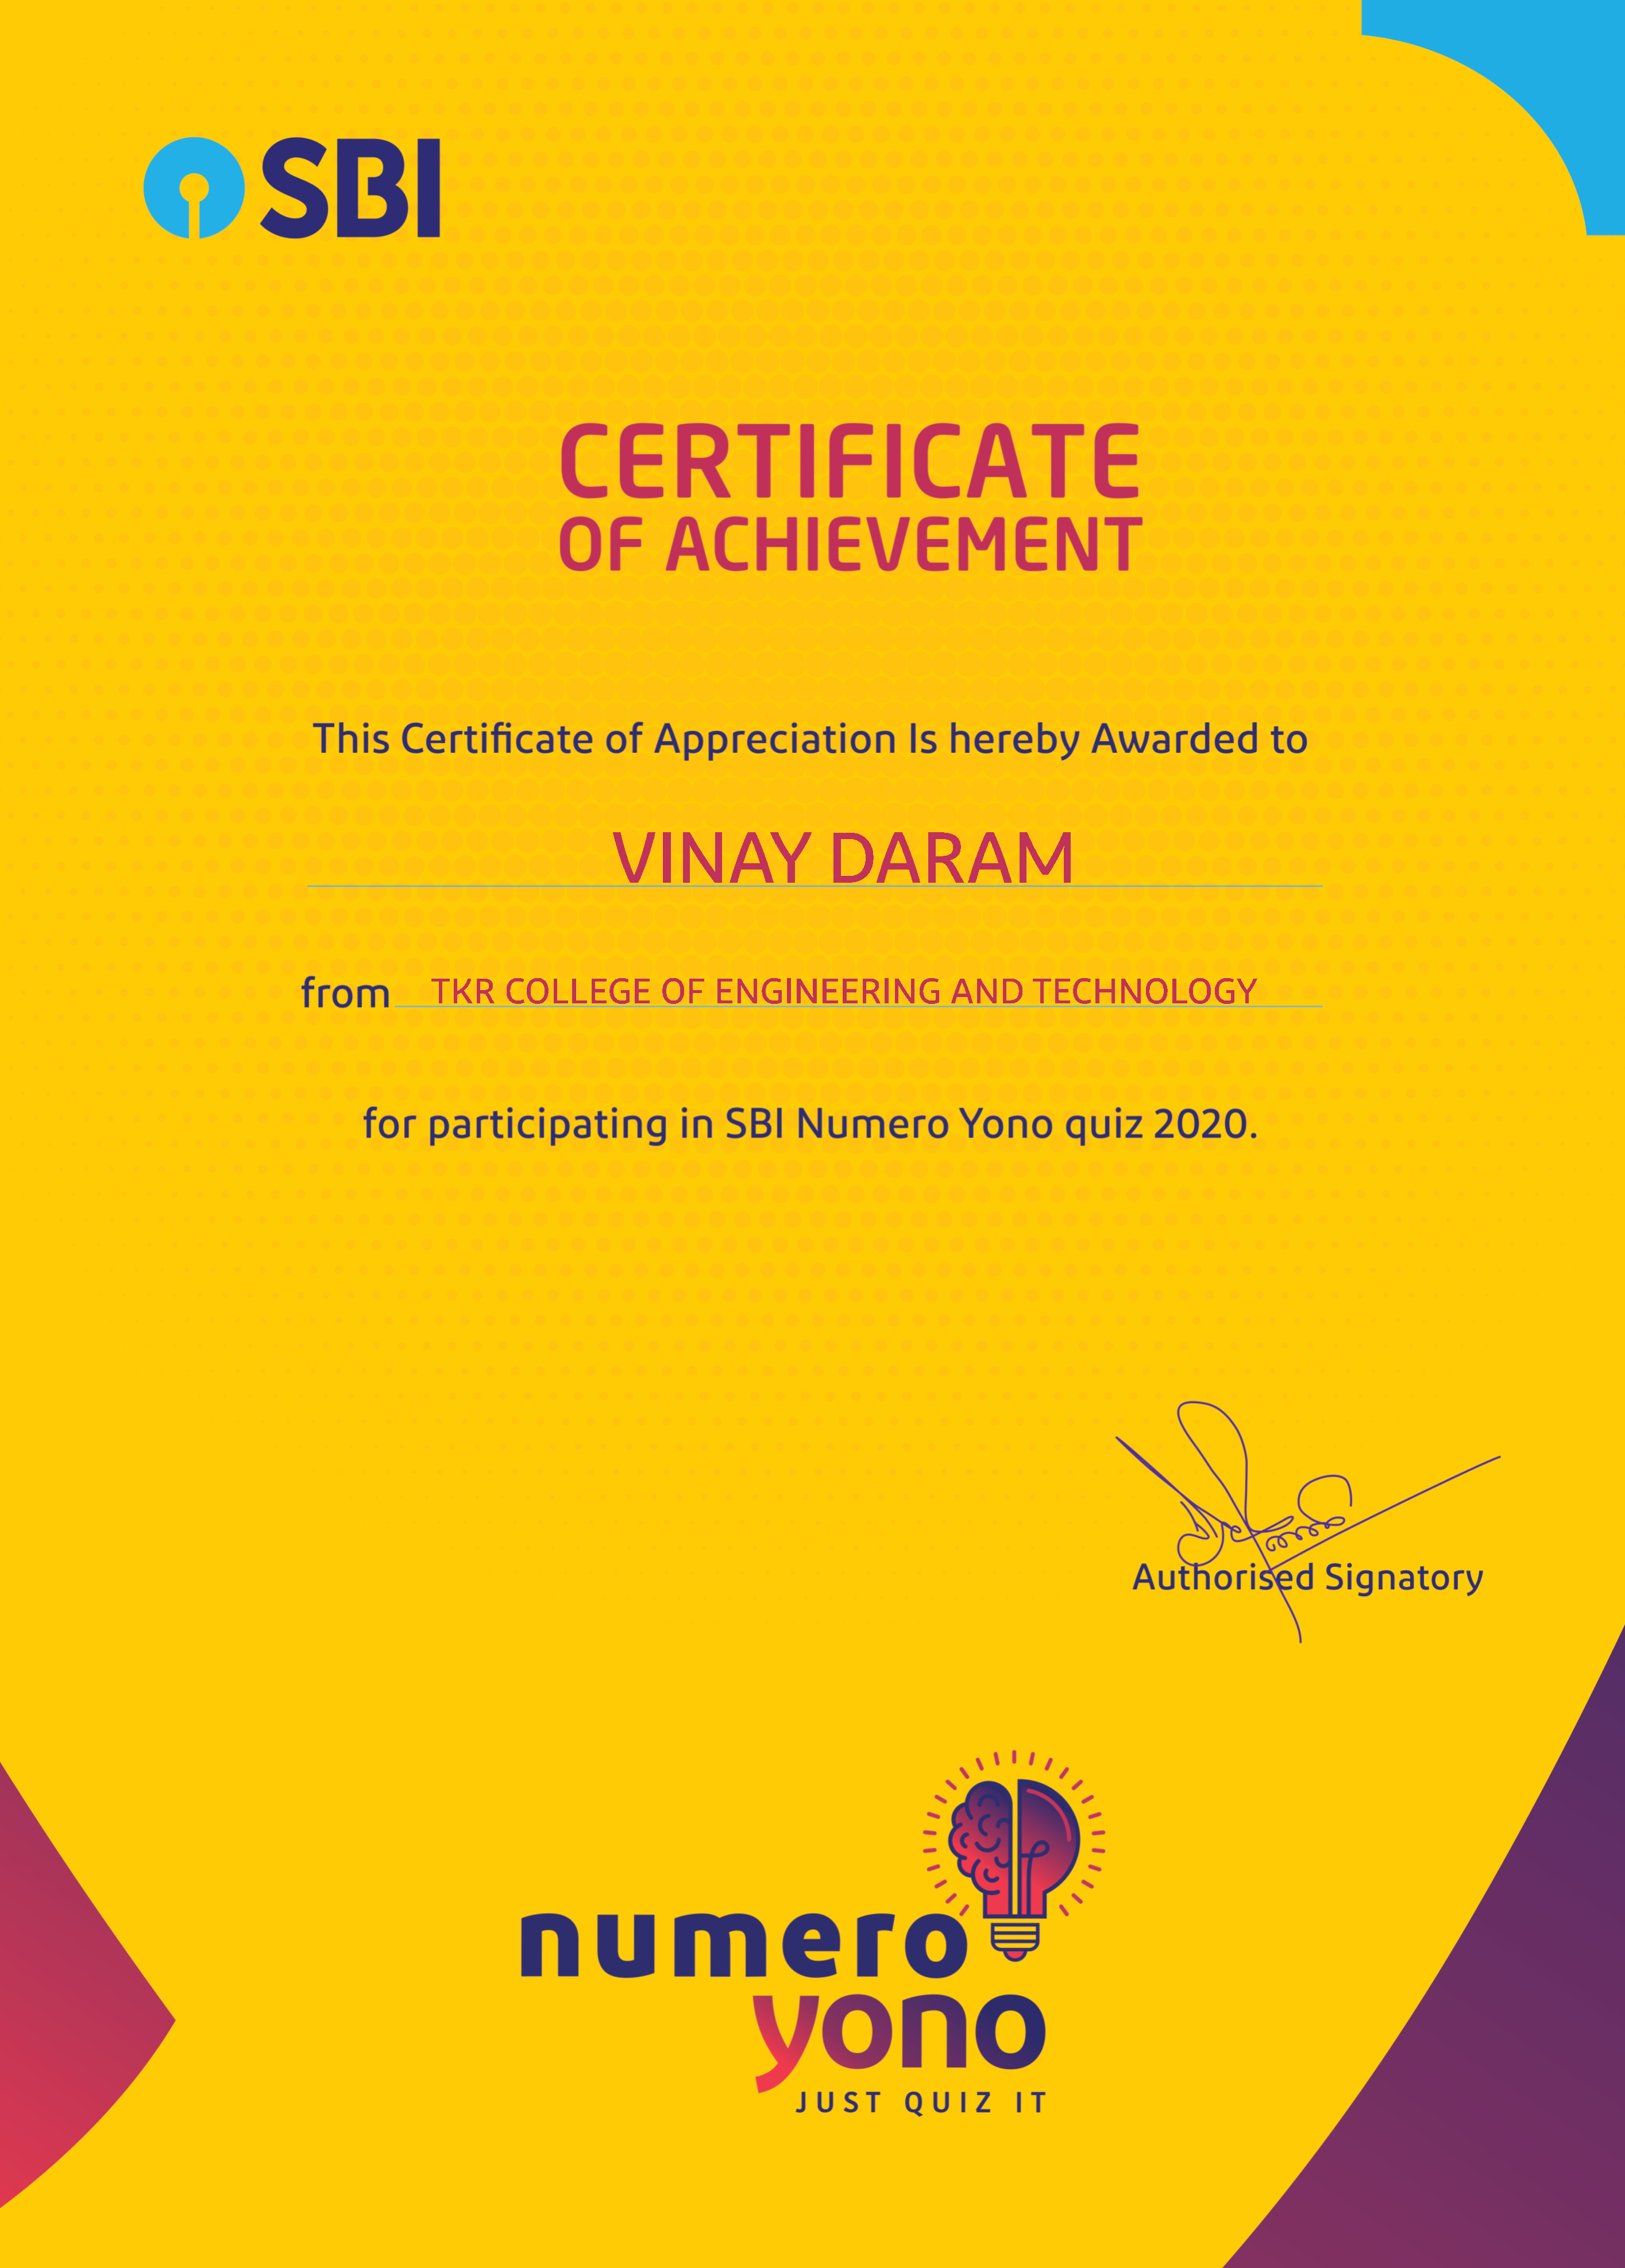 SBI
CERTIFICATE
OF ACHIEVEMENT
This Certificate of Appreciation Is hereby Awarded to
VINAY DARAM
from TKR COLLEGE OF ENGINEERING AND TECHNOLOGY
for participating in SBI Numero Yono quiz 2020.
Authorised Signatory
numero
yono
JUST QUIZ IT